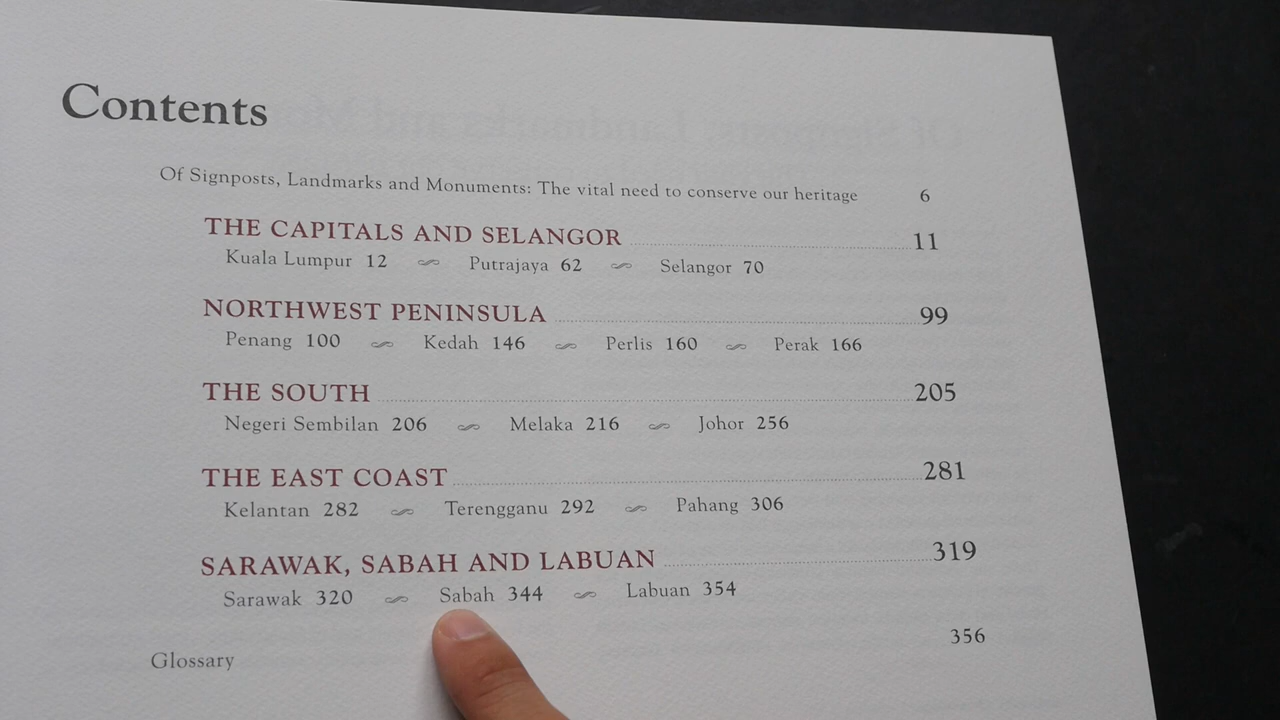 Contents
Of Signposts, Landmarks and Monuments: The vital need to conserve our heritage 6
THE CAPITALS AND SELANGOR 11
Kuala Lumpur 12 Putrajaya 62 Selangor 70
NORTHWEST PENINSULA 99
Penang 100 Kedah 146 Perlis 160 Perak 166
THE SOUTH 205
Negeri Sembilan 206 Melaka 216 Johor 256
THE EAST COAST 281
Kelantan 282 Terengganu 292 Pahang 306
SARAWAK, SABAH AND LABUAN 319
Sarawak 320 Sabah 344 Labuan 354
Glossary 356